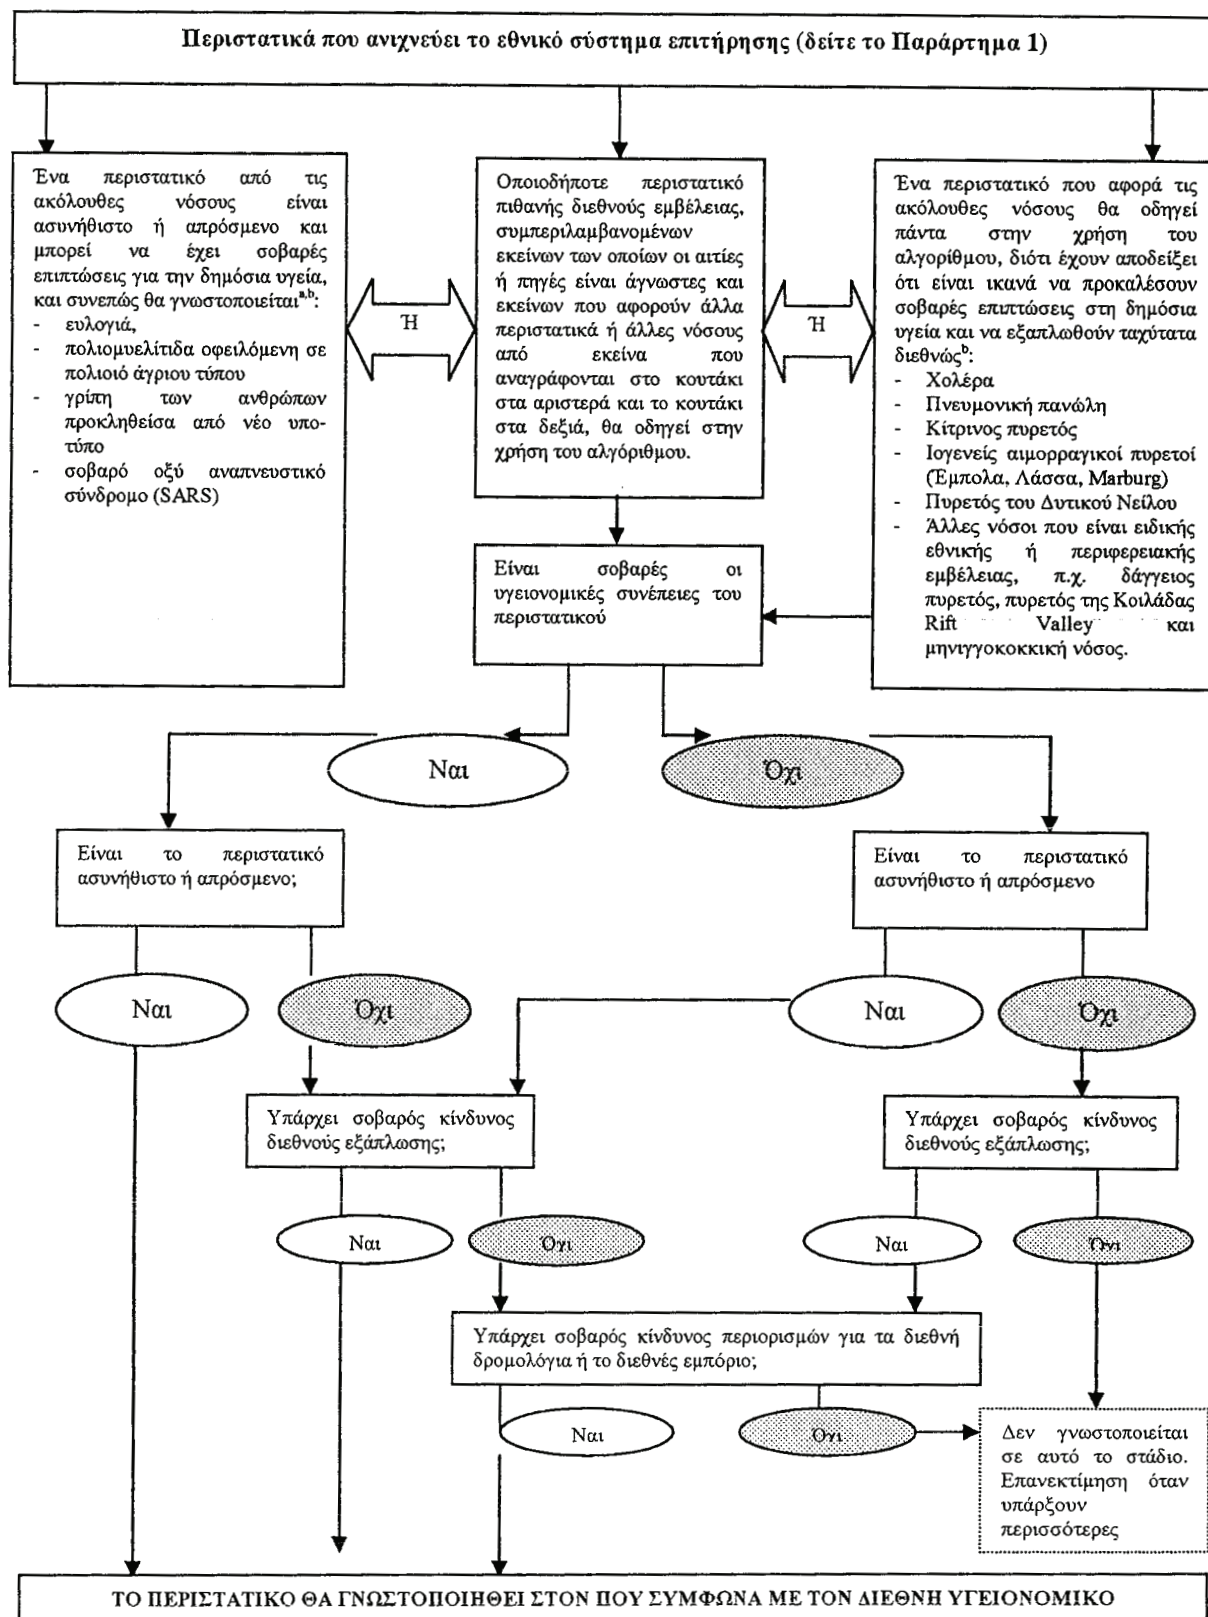 Περιστατικά που ανιχνεύει το εθνικό σύστημα επιτήρησης (δείτε το Παράρτημα 1)
Ένα περιστατικό από τις
ακόλουθες νόσους είναι
ασυνήθιστο ή απρόσμενο και
μπορεί να έχει σοβαρές
επιπτώσεις για την δημόσια υγεία,
και συνεπώς θα γνωστοποιείταιᵃ,ᵇ:
- ευλογιά,
- πολιομυελίτιδα οφειλόμενη σε
πολιοιό άγριου τύπου
- γρίπη των ανθρώπων
προκληθείσα από νέο υπο-
τύπο
- σοβαρό οξύ αναπνευστικό
σύνδρομο (SARS)
Ή
Οποιοδήποτε περιστατικό
πιθανής διεθνούς εμβέλειας,
συμπεριλαμβανομένων
εκείνων των οποίων οι αιτίες
ή πηγές είναι άγνωστες και
εκείνων που αφορούν άλλα
περιστατικά ή άλλες νόσους
από εκείνα που
αναγράφονται στο κουτάκι
στα αριστερά και το κουτάκι
στα δεξιά, θα οδηγεί στην
χρήση του αλγόριθμου.
Ή
Ένα περιστατικό που αφορά τις
ακόλουθες νόσους θα οδηγεί
πάντα στην χρήση του
αλγορίθμου, διότι έχουν αποδείξει
ότι είναι ικανά να προκαλέσουν
σοβαρές επιπτώσεις στη δημόσια
υγεία και να εξαπλωθούν ταχύτατα
διεθνώςᵇ:
- Χολέρα
- Πνευμονική πανώλη
- Κίτρινος πυρετός
- Ιογενείς αιμορραγικοί πυρετοί
(Έμπολα, Λάσσα, Marburg)
- Πυρετός του Δυτικού Νείλου
- Άλλες νόσοι που είναι ειδικής
εθνικής ή περιφερειακής
εμβέλειας, π.χ. δάγγειος
πυρετός, πυρετός της Κοιλάδας
Rift Valley και
μηνιγγοκοκκική νόσος.
Είναι σοβαρές οι
υγειονομικές συνέπειες του
περιστατικού
Ναι
Όχι
Είναι το περιστατικό
ασυνήθιστο ή απρόσμενο;
Είναι το περιστατικό
ασυνήθιστο ή απρόσμενο
Ναι
Όχι
Ναι
Όχι
Υπάρχει σοβαρός κίνδυνος
διεθνούς εξάπλωσης;
Υπάρχει σοβαρός κίνδυνος
διεθνούς εξάπλωσης;
Ναι
Όχι
Ναι
Όχι
Υπάρχει σοβαρός κίνδυνος περιορισμών για τα διεθνή
δρομολόγια ή το διεθνές εμπόριο;
Ναι
Όχι
Δεν γνωστοποιείται
σε αυτό το στάδιο.
Επανεκτίμηση όταν
υπάρξουν
περισσότερες
ΤΟ ΠΕΡΙΣΤΑΤΙΚΟ ΘΑ ΓΝΩΣΤΟΠΟΙΗΘΕΙ ΣΤΟΝ ΠΟΥ ΣΥΜΦΩΝΑ ΜΕ ΤΟΝ ΔΙΕΘΝΗ ΥΓΕΙΟΝΟΜΙΚΟ